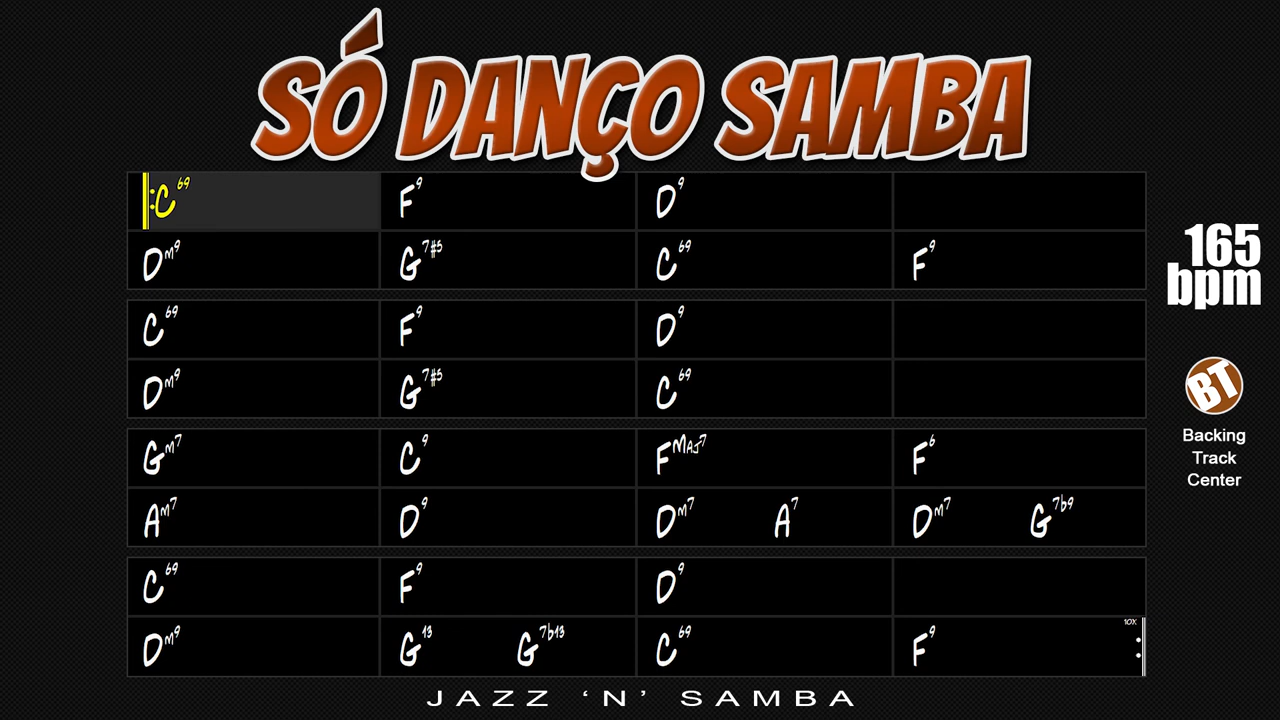 SÓ DANÇO SAMBA
C69 F9 D9
Dm9 G7#5 C69 F9
C69 F9 D9
Dm9 G7#5 C69
Gm7 C9 FMAJ7 F6
Am7 D9 Dm7 A7 Dm7 G7b9
C69 F9 D9
Dm9 G13 G7b13 C69 F9 10X
165
bpm
BT
Backing
Track
Center
JAZZ ‘N’ SAMBA